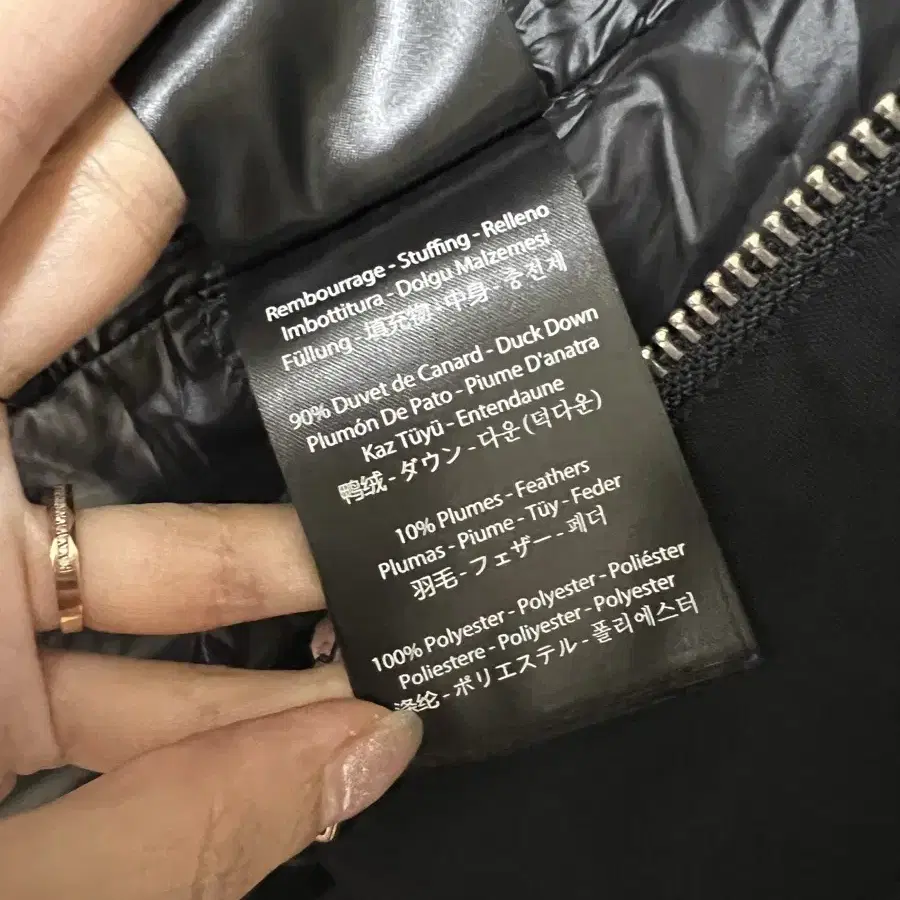 Rembourrage - Stuffing - Relleno
Imbottitura - Dolgu Malzemesi
Füllung - 填充物 - 中身 - 충전재
90% Duvet de Canard - Duck Down
Plumón De Pato - Piume D'anatra
Kaz Tüyü - Entendaune
鸭绒 - ダウン - 다운 (덕다운)
10% Plumes - Feathers
Plumas - Piume - Tüy - Feder
羽毛 - フェザー - 페더
100% Polyester - Polyester - Poliéster
Poliestere - Poliyester - Polyester
涤纶 - ポリエステル - 폴리에스터